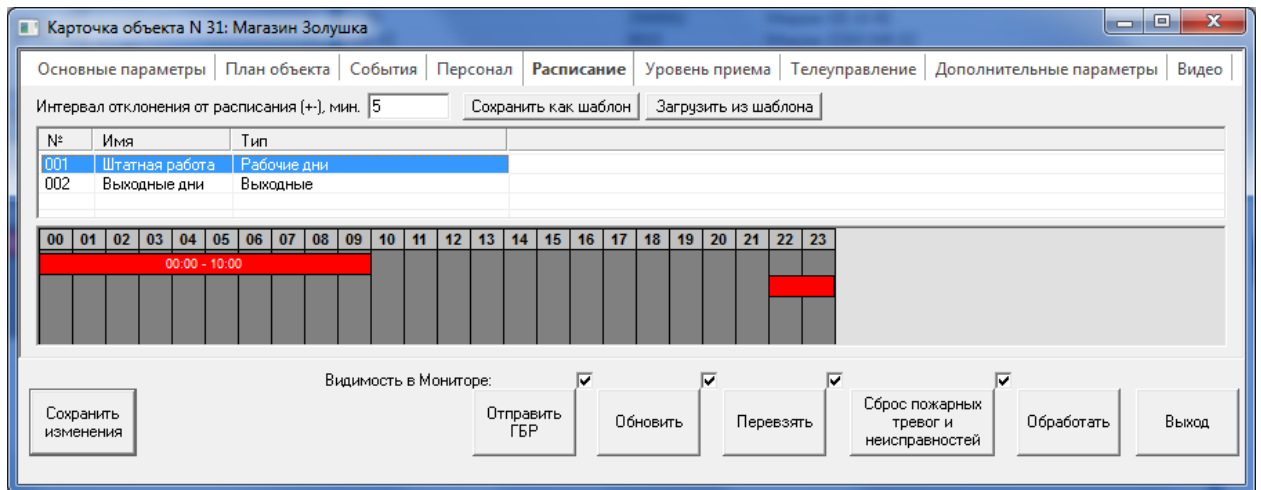 Карточка объекта N 31: Магазин Золушка
Основные параметры План объекта События Персонал Расписание Уровень приема Телеуправление Дополнительные параметры Видео
Интервал отклонения от расписания (+-), мин. 5 Сохранить как шаблон Загрузить из шаблона
№ Имя Тип
001 Штатная работа Рабочие дни
002 Выходные дни Выходные
00 01 02 03 04 05 06 07 08 09 10 11 12 13 14 15 16 17 18 19 20 21 22 23
00:00 - 10:00
Видимость в Мониторе:
Сохранить изменения
Отправить ГБР
Обновить
Перевзять
Сброс пожарных тревог и неисправностей
Обработать
Выход